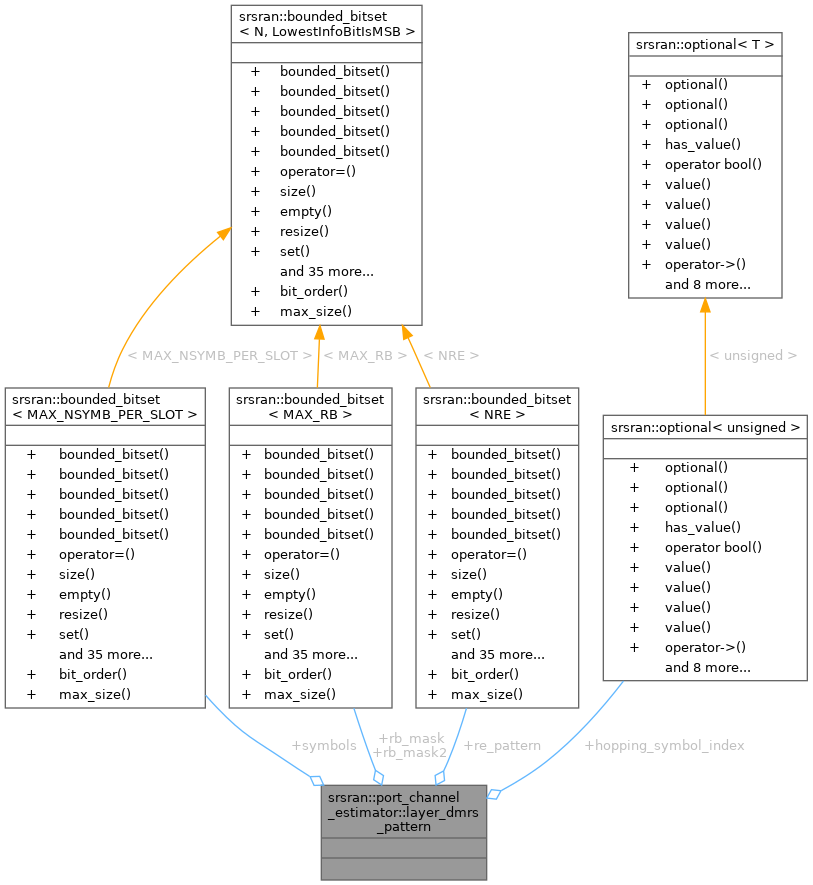 srsran::bounded_bitset
< N, LowestInfoBitIsMSB >
+ bounded_bitset()
+ bounded_bitset()
+ bounded_bitset()
+ bounded_bitset()
+ bounded_bitset()
+ operator=()
+ size()
+ empty()
+ resize()
+ set()
and 35 more...
+ bit_order()
+ max_size()
srsran::optional< T >
+ optional()
+ optional()
+ optional()
+ has_value()
+ operator bool()
+ value()
+ value()
+ value()
+ value()
+ operator->()
and 8 more...
< MAX_NSYMB_PER_SLOT >
< MAX_RB >
< NRE >
< unsigned >
srsran::bounded_bitset
< MAX_NSYMB_PER_SLOT >
+ bounded_bitset()
+ bounded_bitset()
+ bounded_bitset()
+ bounded_bitset()
+ bounded_bitset()
+ operator=()
+ size()
+ empty()
+ resize()
+ set()
and 35 more...
+ bit_order()
+ max_size()
srsran::bounded_bitset
< MAX_RB >
+ bounded_bitset()
+ bounded_bitset()
+ bounded_bitset()
+ bounded_bitset()
+ bounded_bitset()
+ operator=()
+ size()
+ empty()
+ resize()
+ set()
and 35 more...
+ bit_order()
+ max_size()
srsran::bounded_bitset
< NRE >
+ bounded_bitset()
+ bounded_bitset()
+ bounded_bitset()
+ bounded_bitset()
+ bounded_bitset()
+ operator=()
+ size()
+ empty()
+ resize()
+ set()
and 35 more...
+ bit_order()
+ max_size()
srsran::optional< unsigned >
+ optional()
+ optional()
+ optional()
+ has_value()
+ operator bool()
+ value()
+ value()
+ value()
+ value()
+ operator->()
and 8 more...
+symbols
+rb_mask
+rb_mask2
+re_pattern
+hopping_symbol_index
srsran::port_channel
_estimator::layer_dmrs
_pattern